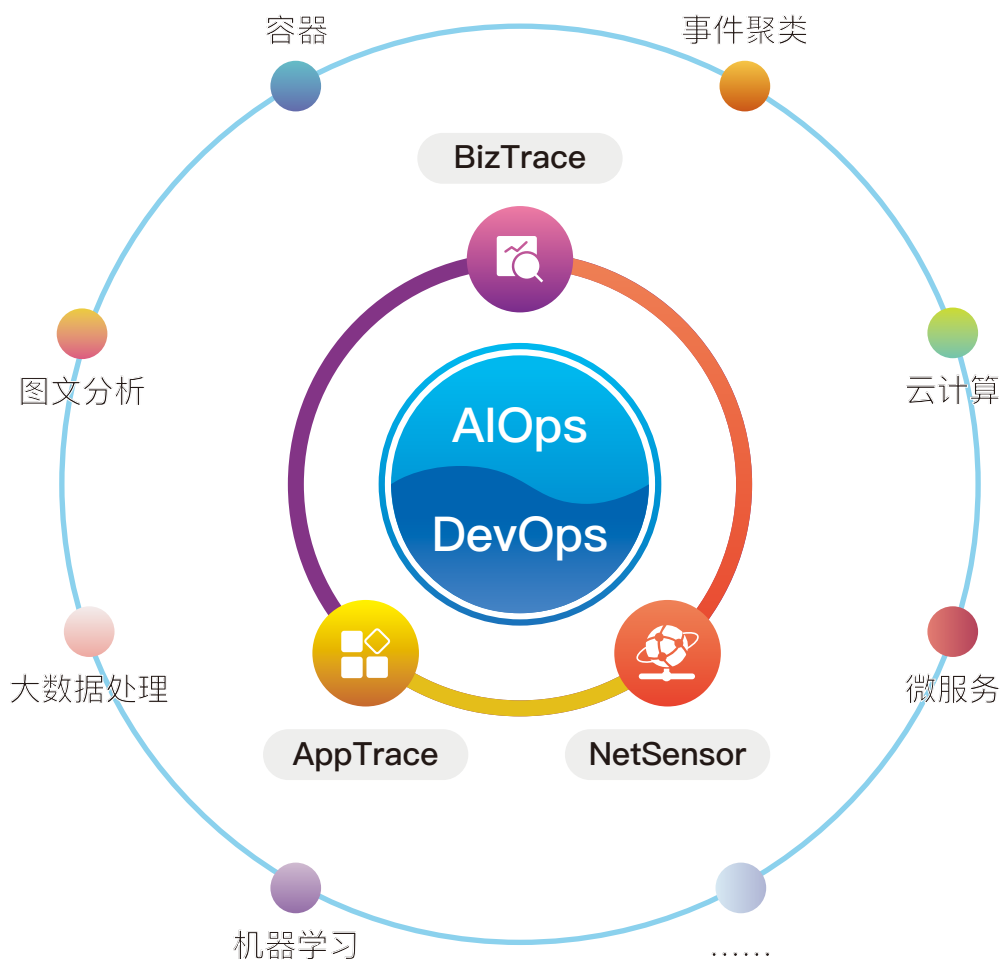 容器
事件聚类
BizTrace
图文分析
云计算
AIOps
DevOps
大数据处理
微服务
AppTrace
NetSensor
机器学习
......